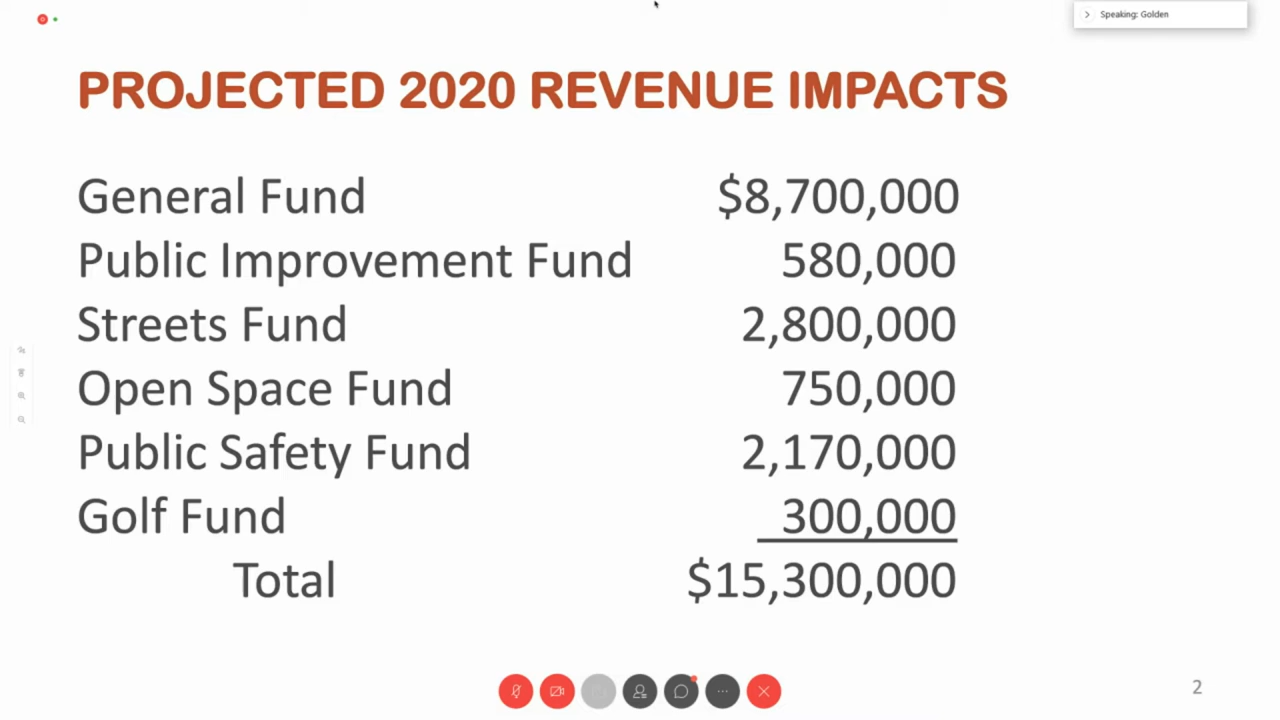 Speaking: Golden
PROJECTED 2020 REVENUE IMPACTS
General Fund $8,700,000
Public Improvement Fund 580,000
Streets Fund 2,800,000
Open Space Fund 750,000
Public Safety Fund 2,170,000
Golf Fund 300,000
Total $15,300,000
2